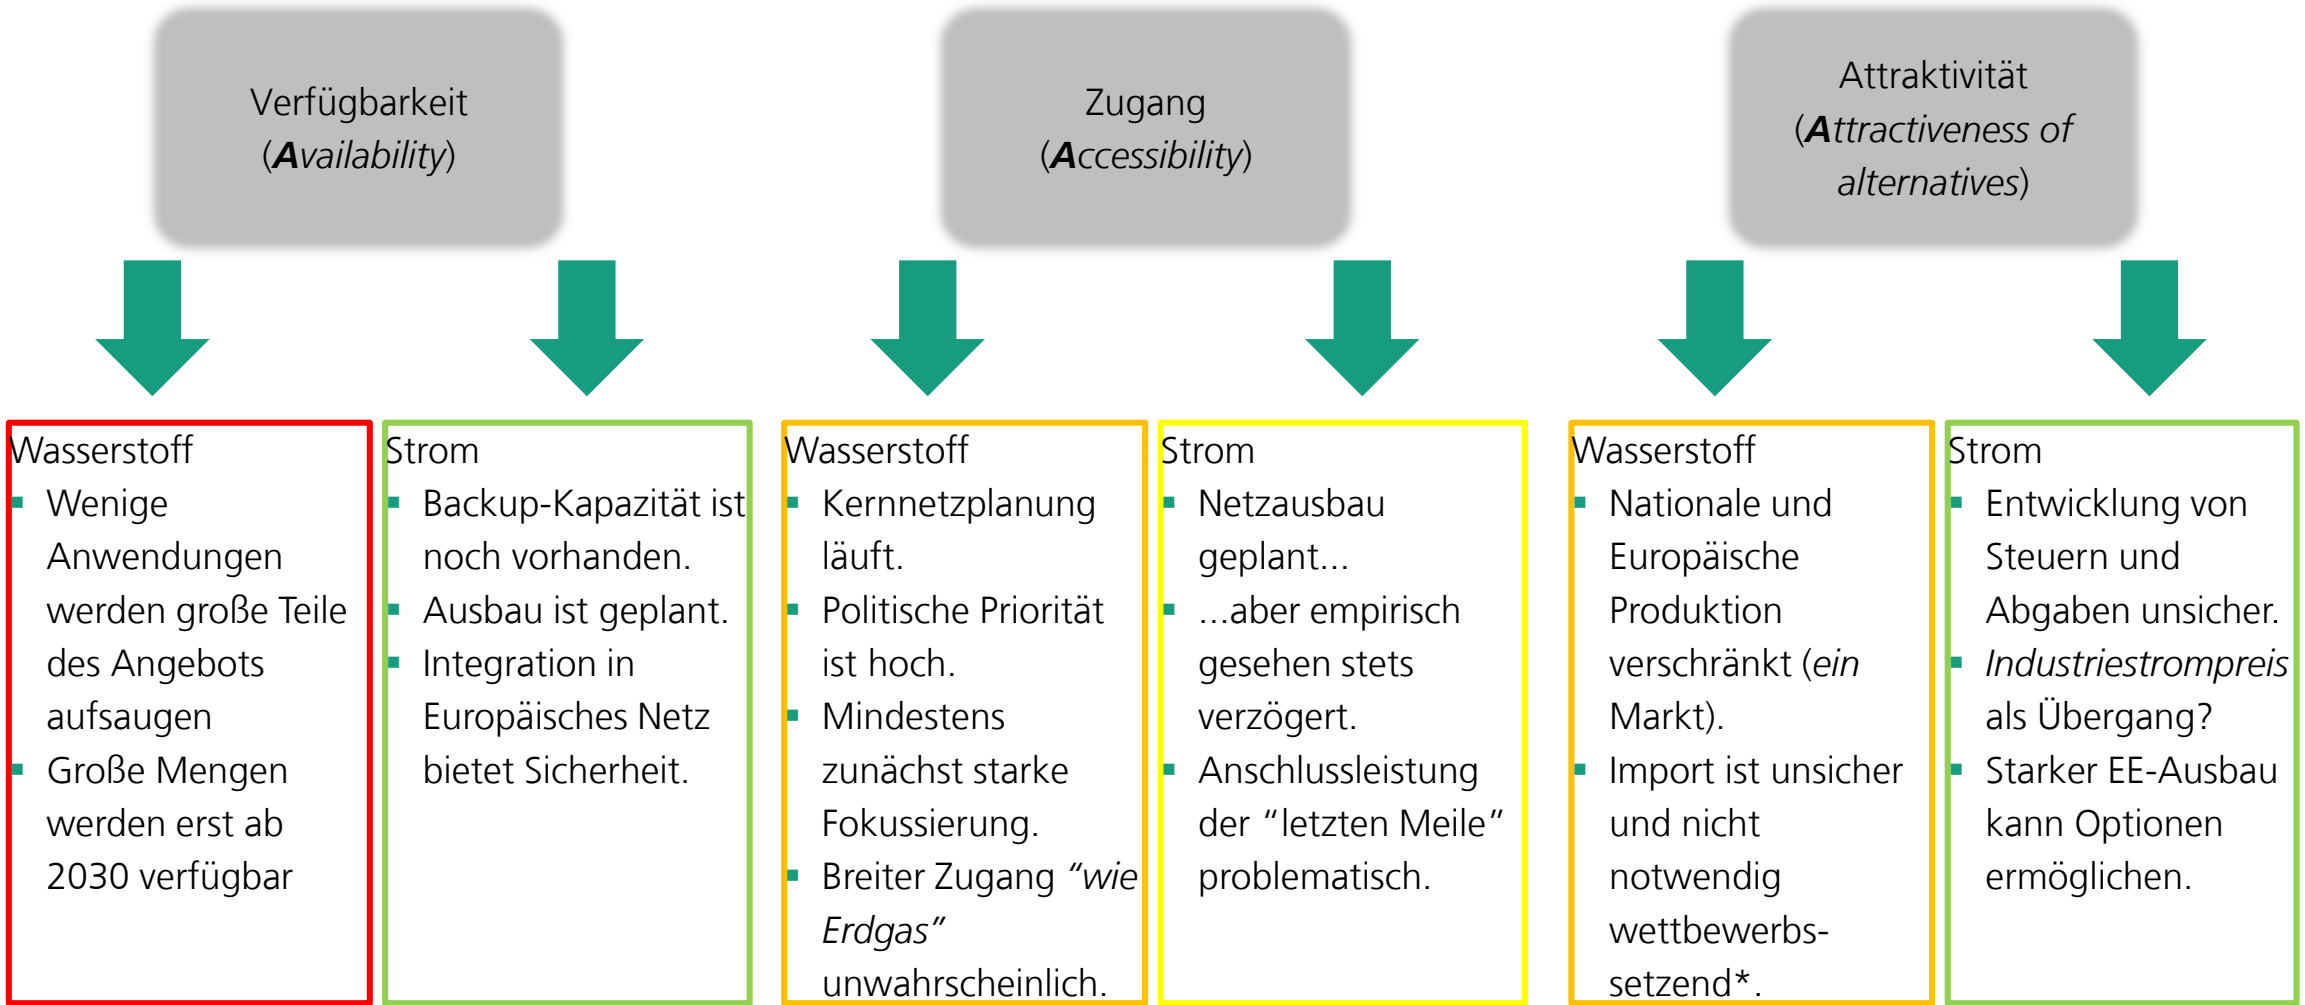 Verfügbarkeit
(Availability)
Zugang
(Accessibility)
Attraktivität
(Attractiveness of
alternatives)
Wasserstoff
▪ Wenige
Anwendungen
werden große Teile
des Angebots
aufsaugen
▪ Große Mengen
werden erst ab
2030 verfügbar
Strom
▪ Backup-Kapazität ist
noch vorhanden.
▪ Ausbau ist geplant.
▪ Integration in
Europäisches Netz
bietet Sicherheit.
Wasserstoff
▪ Kernnetzplanung
läuft.
▪ Politische Priorität
ist hoch.
▪ Mindestens
zunächst starke
Fokussierung.
▪ Breiter Zugang “wie
Erdgas”
unwahrscheinlich.
Strom
▪ Netzausbau
geplant...
▪ ...aber empirisch
gesehen stets
verzögert.
▪ Anschlussleistung
der “letzten Meile”
problematisch.
Wasserstoff
▪ Nationale und
Europäische
Produktion
verschränkt (ein
Markt).
▪ Import ist unsicher
und nicht
notwendig
wettbewerbs-
setzend*.
Strom
▪ Entwicklung von
Steuern und
Abgaben unsicher.
▪ Industriestrompreis
als Übergang?
▪ Starker EE-Ausbau
kann Optionen
ermöglichen.